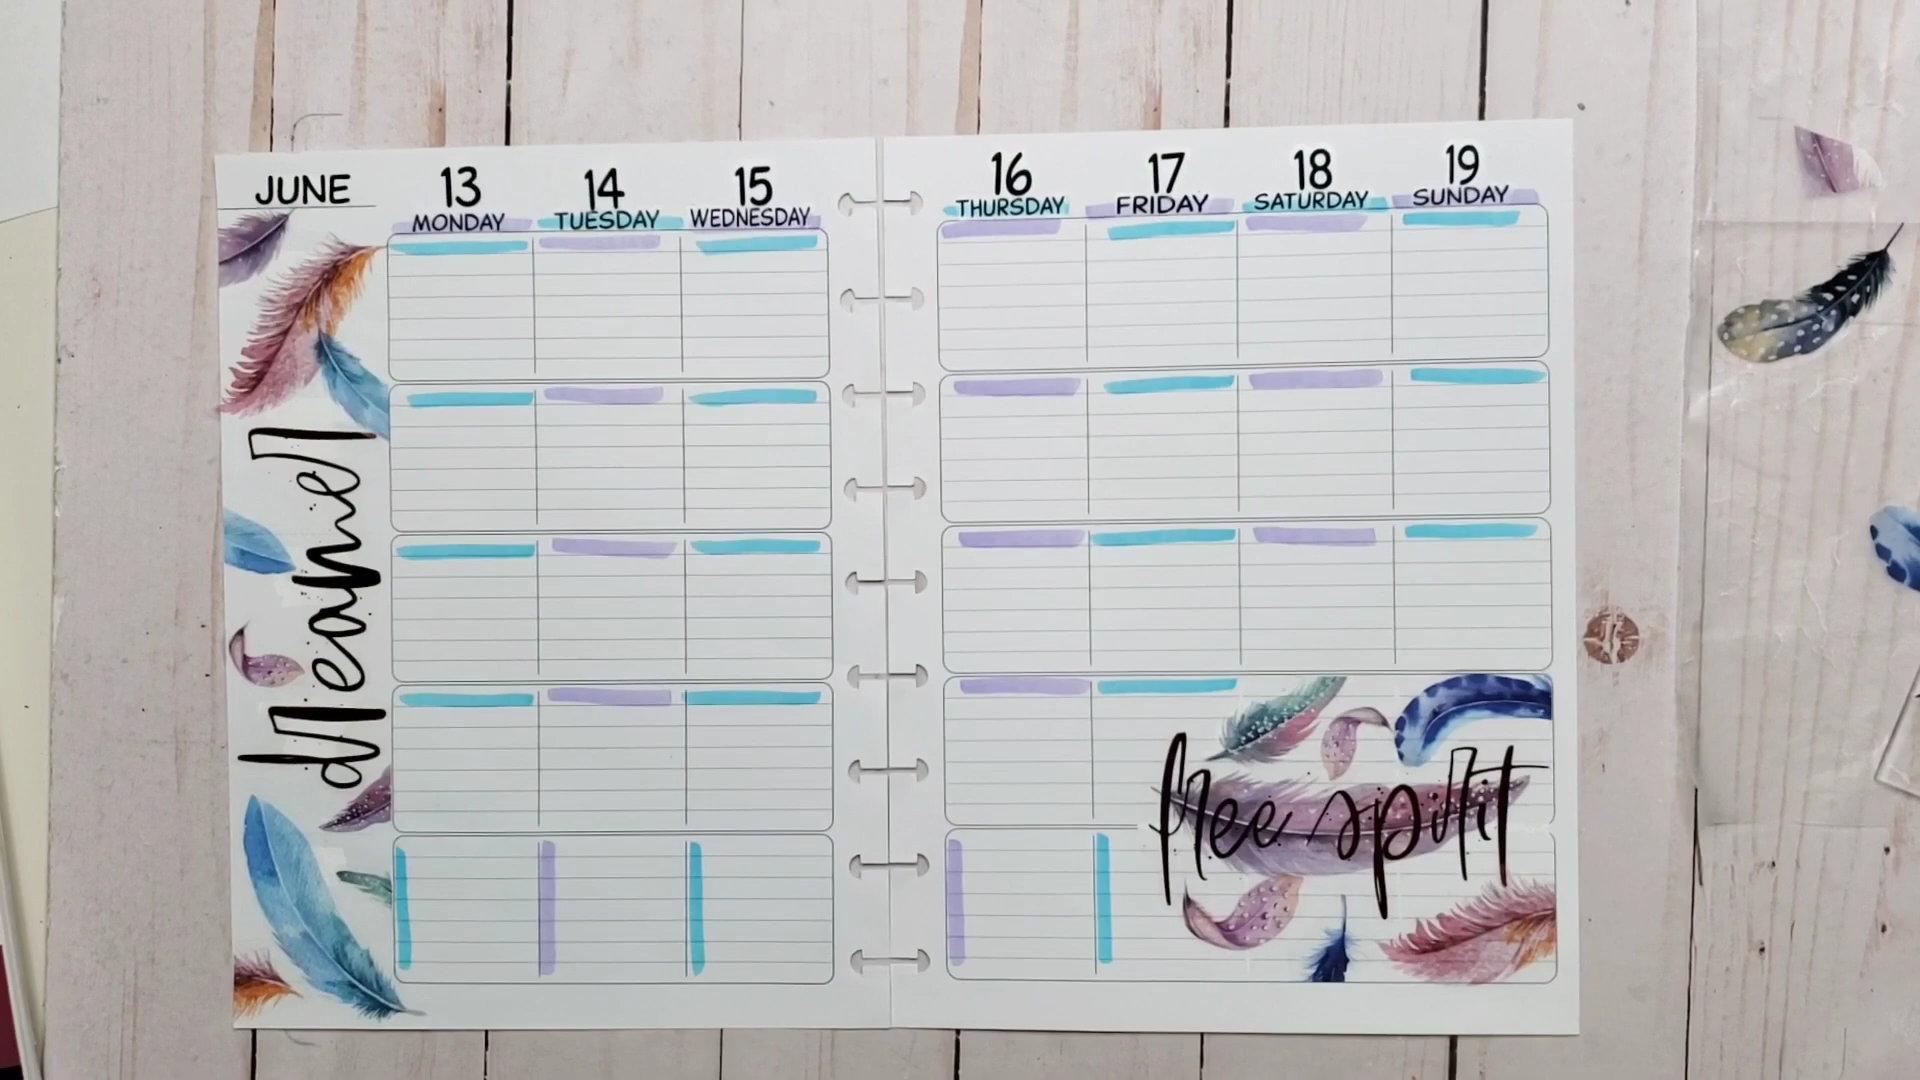 JUNE
13
MONDAY
14
TUESDAY
15
WEDNESDAY
16
THURSDAY
17
FRIDAY
18
SATURDAY
19
SUNDAY
dreamer
free spirit